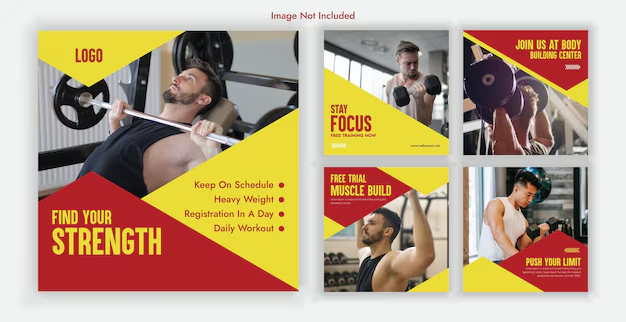 Image Not Included
LOGO
Keep On Schedule
Heavy Weight
Registration In A Day
Daily Workout
FIND YOUR
STRENGTH
STAY
FOCUS
FREE TRAINING NOW
JOIN US AT BODY
BUILDING CENTER
FREE TRIAL
MUSCLE BUILD
PUSH YOUR LIMIT